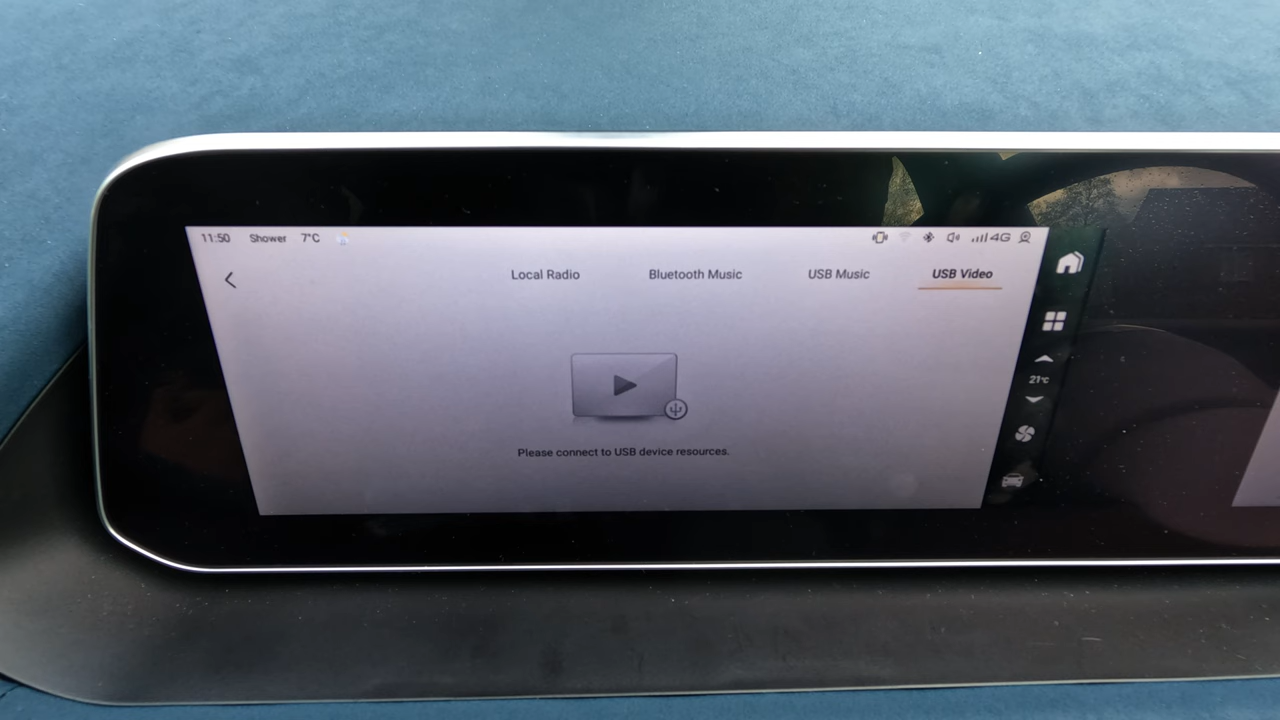 11:50 Shower 7°C 4G
Local Radio Bluetooth Music USB Music USB Video
21°C
Please connect to USB device resources.